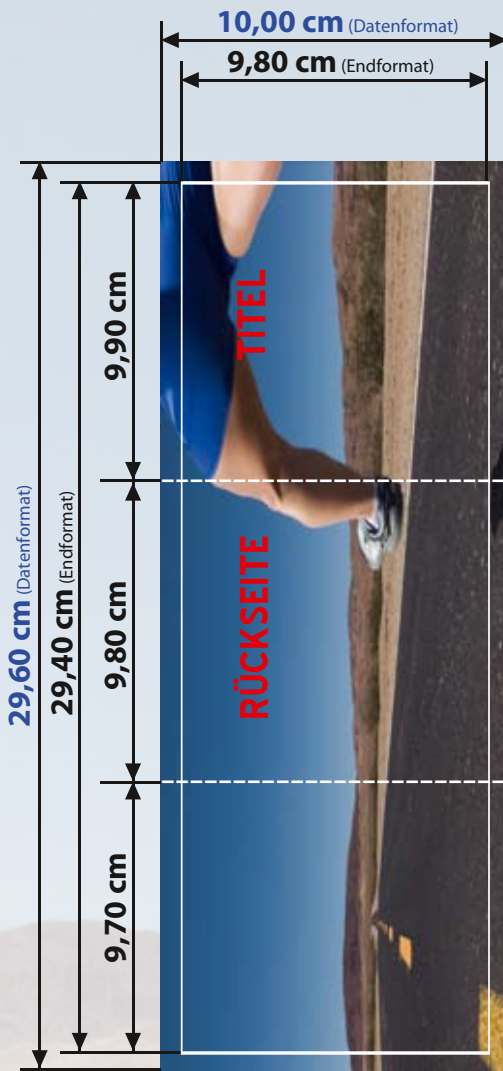 10,00 cm (Datenformat)
9,80 cm (Endformat)
29,60 cm (Datenformat)
29,40 cm (Endformat)
9,90 cm
9,80 cm
9,70 cm
TITEL
RÜCKSEITE